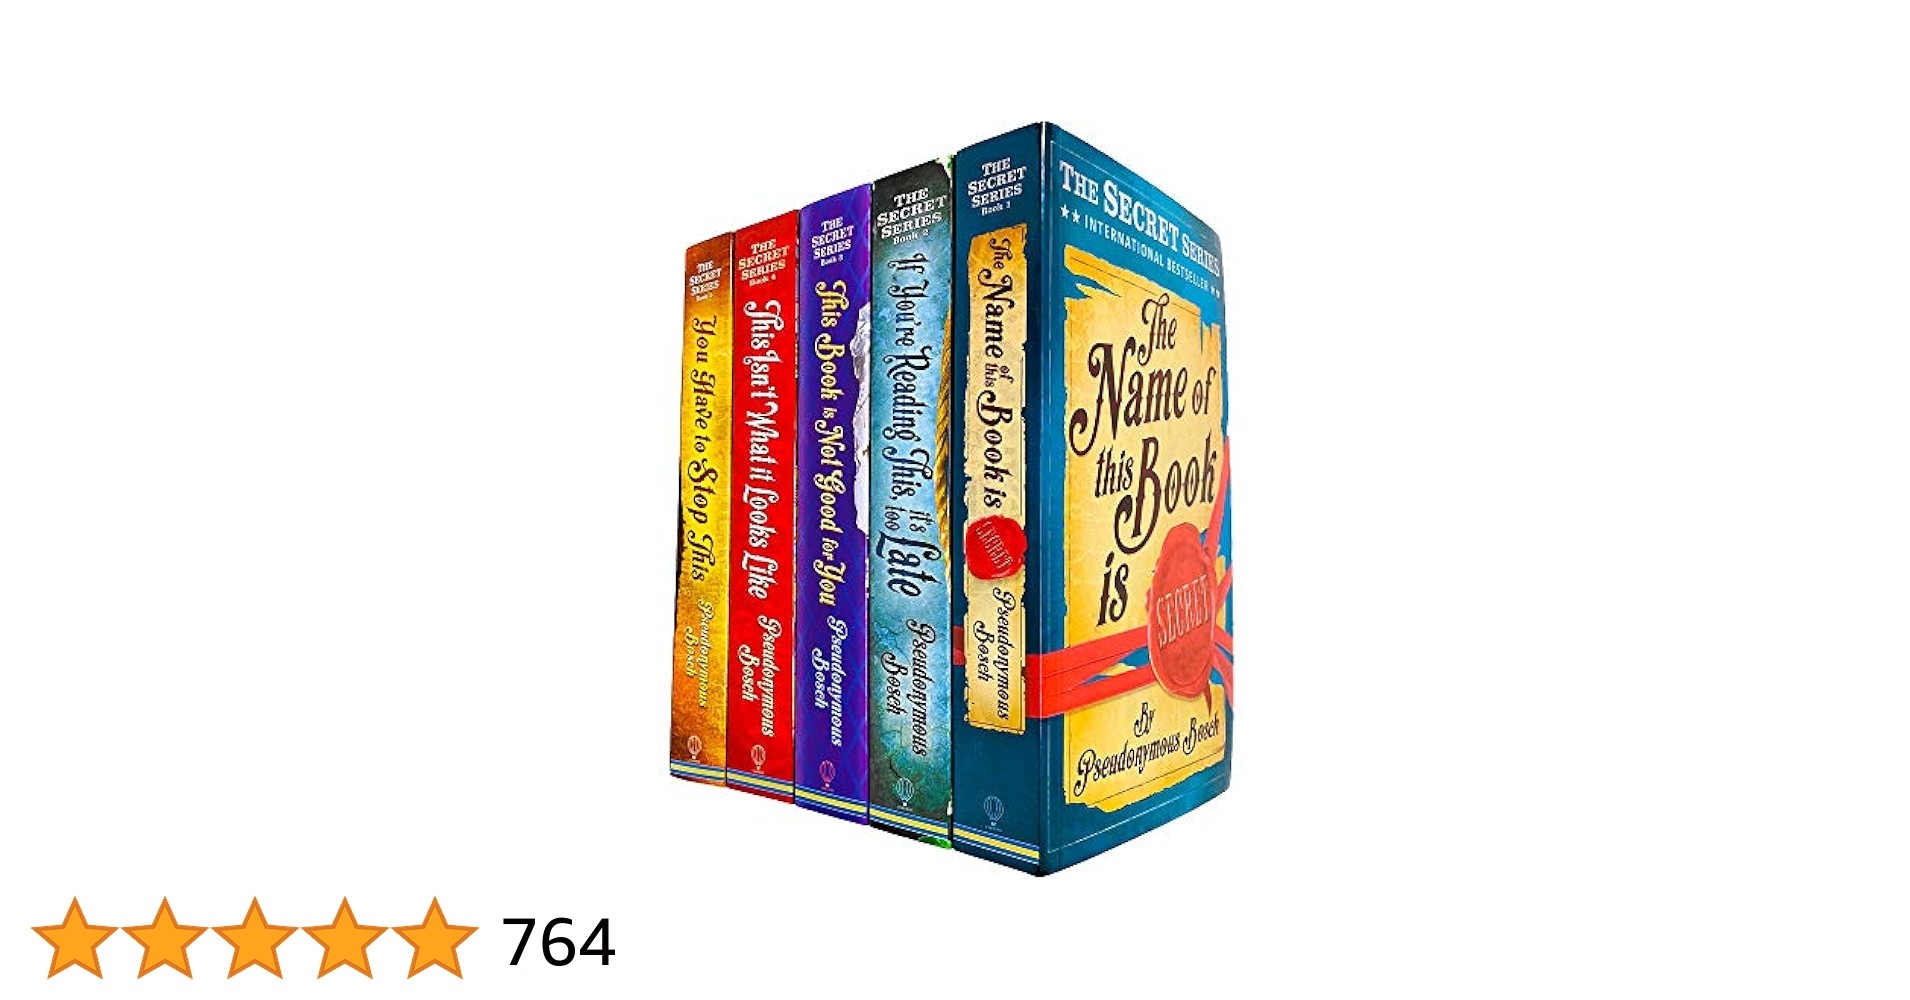 THE
SECRET
SERIES
Book 5
You Have to Stop This
Pseudonymous
Bosch
THE
SECRET
SERIES
Book 4
This Isn't What it Looks Like
Pseudonymous
Bosch
THE
SECRET
SERIES
Book 3
This Book is Not Good for You
Pseudonymous
Bosch
THE
SECRET
SERIES
Book 2
If You're Reading This, it's
too Late
Pseudonymous
Bosch
THE
SECRET
SERIES
Book 1
The Name of
this Book is
SECRET
Pseudonymous
Bosch
THE SECRET SERIES
★★ INTERNATIONAL BESTSELLER ★★
The
Name of
this Book
is
SECRET
By
Pseudonymous Bosch
764